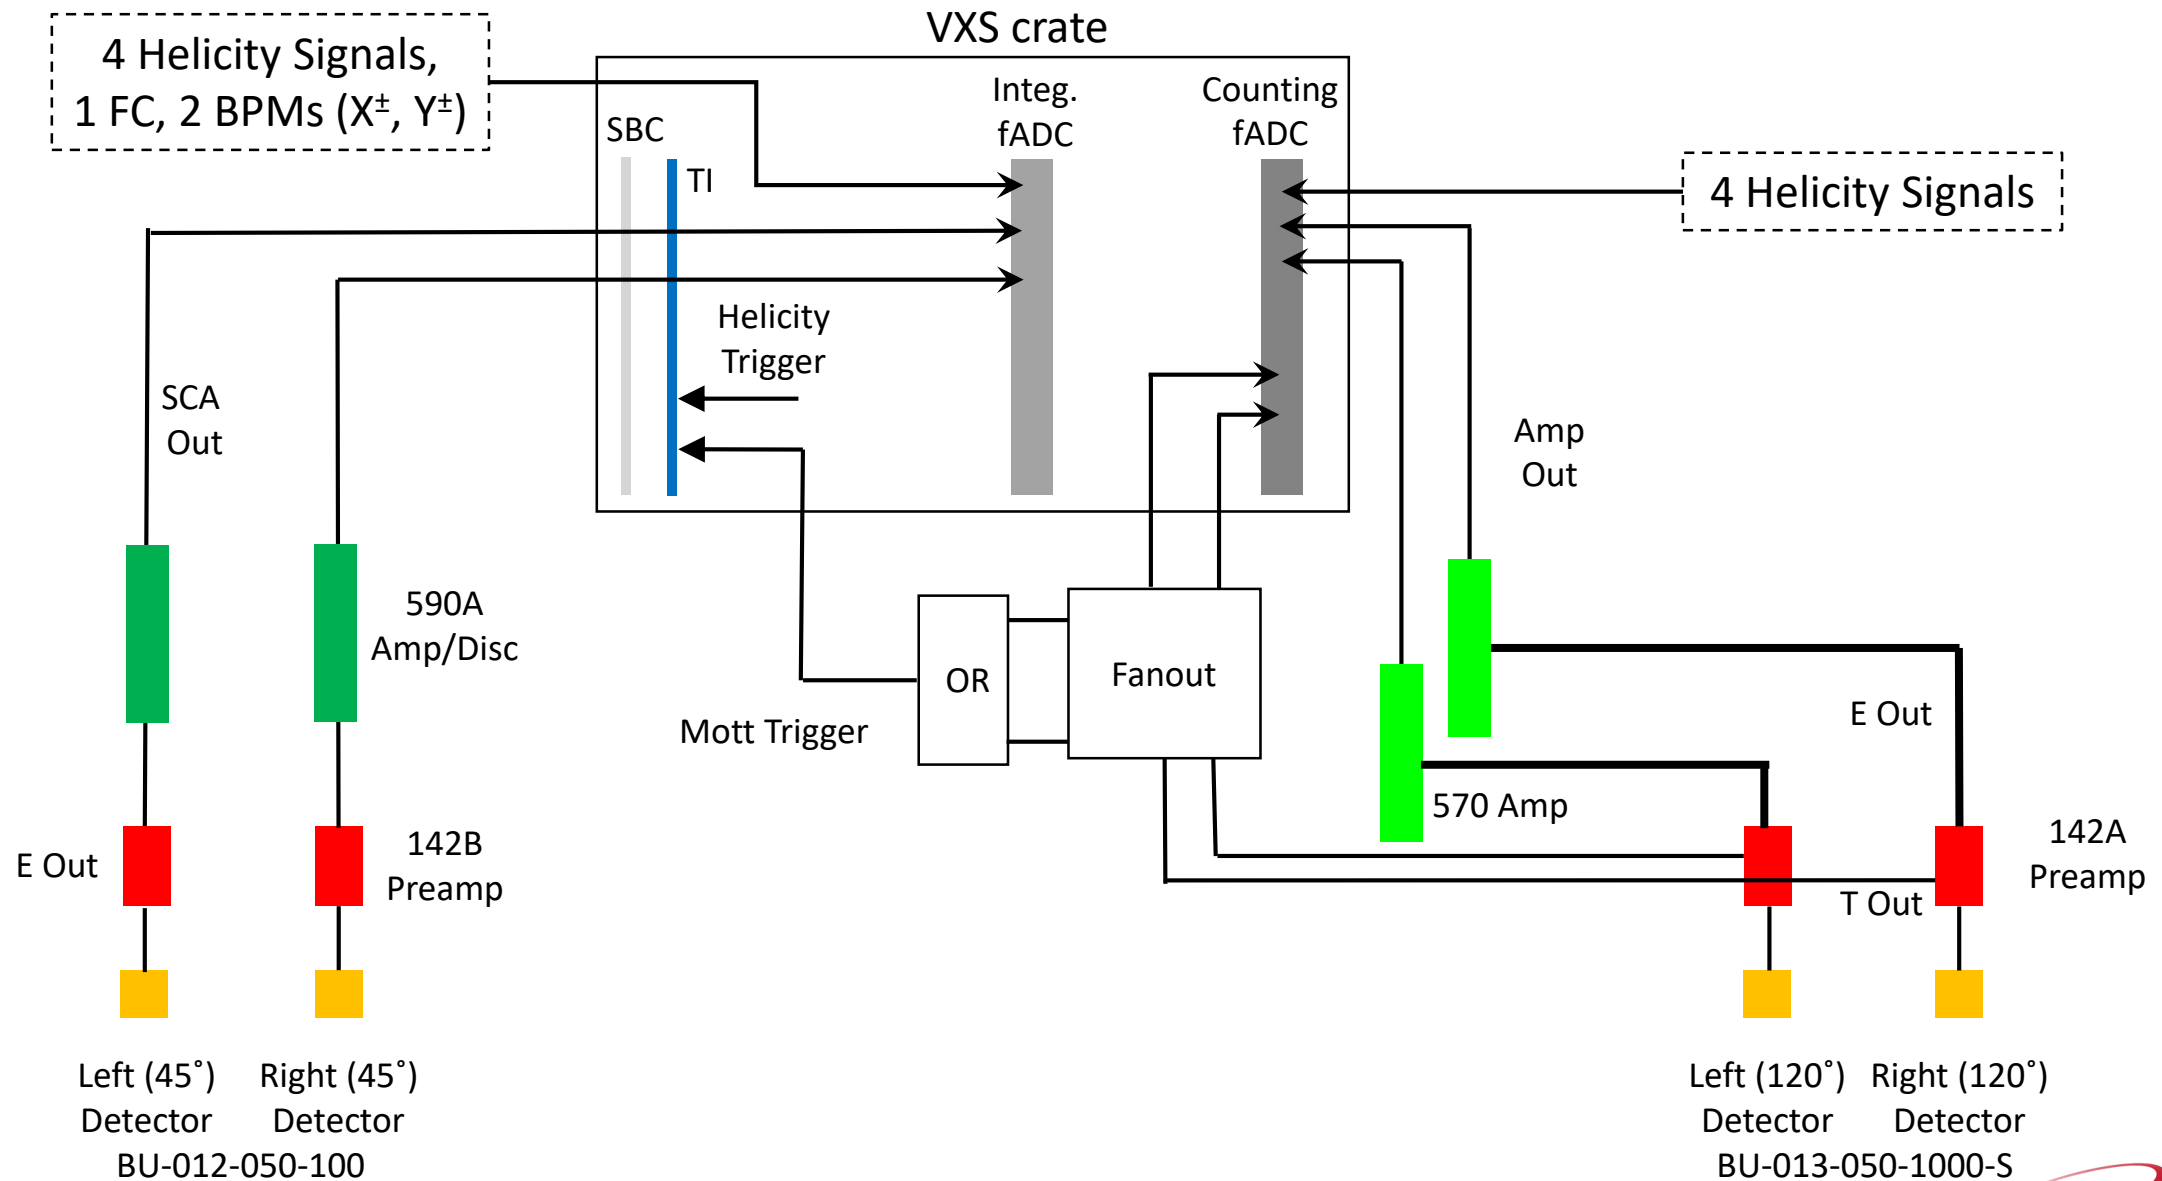 VXS crate
4 Helicity Signals,
1 FC, 2 BPMs (X±, Y±)
SBC
TI
Integ.
fADC
Counting
fADC
4 Helicity Signals
Helicity
Trigger
SCA
Out
Amp
Out
590A
Amp/Disc
OR
Fanout
Mott Trigger
E Out
570 Amp
E Out
142B
Preamp
142A
Preamp
T Out
Left (45˚)
Detector
Right (45˚)
Detector
BU-012-050-100
Left (120˚)
Detector
Right (120˚)
Detector
BU-013-050-1000-S